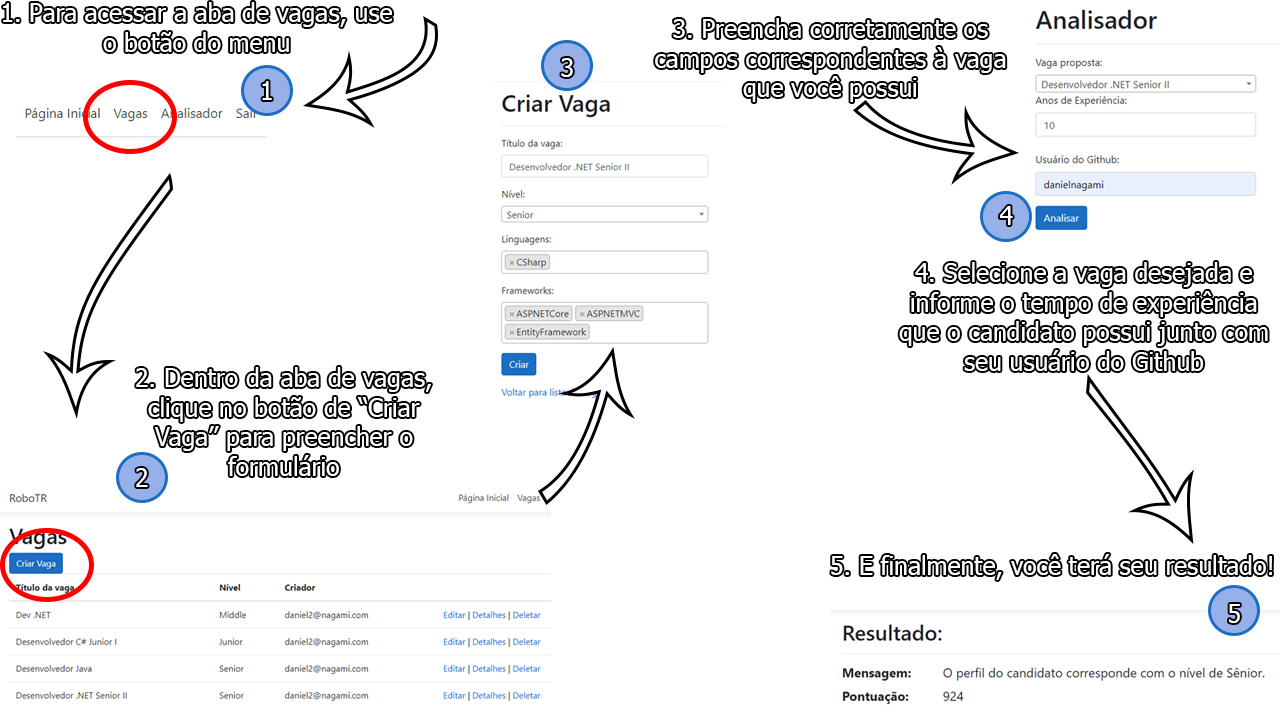 1. Para acessar a aba de vagas, use
o botão do menu
1
Página Inicial Vagas Analisador Sair
2. Dentro da aba de vagas,
clique no botão de “Criar
Vaga” para preencher o
formulário
2
RoboTR Página Inicial Vagas
Vagas
Criar Vaga
Título da vaga Nível Criador
Dev .NET Middle daniel2@nagami.com Editar | Detalhes | Deletar
Desenvolvedor C# Junior I Junior daniel2@nagami.com Editar | Detalhes | Deletar
Desenvolvedor Java Senior daniel2@nagami.com Editar | Detalhes | Deletar
Desenvolvedor .NET Senior II Senior daniel2@nagami.com Editar | Detalhes | Deletar
3
Criar Vaga
Título da vaga:
Desenvolvedor .NET Senior II
Nível:
Senior
Linguagens:
× CSharp
Frameworks:
× ASPNETCore × ASPNETMVC
× EntityFramework
Criar
Voltar para lista
3. Preencha corretamente os
campos correspondentes à vaga
que você possui
Analisador
Vaga proposta:
Desenvolvedor .NET Senior II
Anos de Experiência:
10
Usuário do Github:
danielnagami
4
Analisar
4. Selecione a vaga desejada e
informe o tempo de experiência
que o candidato possui junto com
seu usuário do Github
5. E finalmente, você terá seu resultado!
5
Resultado:
Mensagem: O perfil do candidato corresponde com o nível de Sênior.
Pontuação: 924